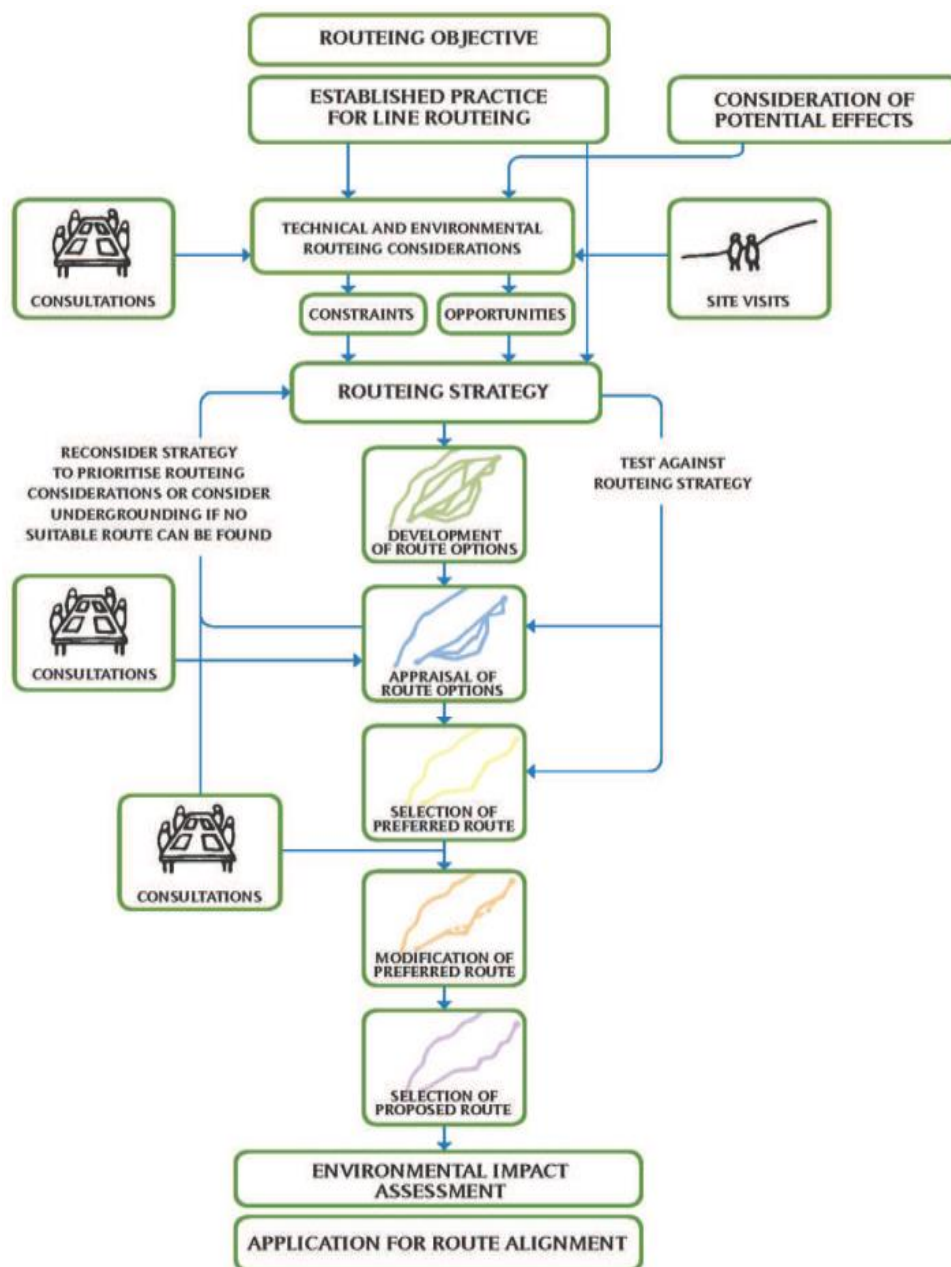 ROUTEING OBJECTIVE
ESTABLISHED PRACTICE
FOR LINE ROUTEING
CONSIDERATION OF
POTENTIAL EFFECTS
TECHNICAL AND ENVIRONMENTAL
ROUTEING CONSIDERATIONS
CONSULTATIONS
SITE VISITS
CONSTRAINTS
OPPORTUNITIES
ROUTEING STRATEGY
RECONSIDER STRATEGY
TO PRIORITISE ROUTEING
CONSIDERATIONS OR CONSIDER
UNDERGROUNDING IF NO
SUITABLE ROUTE CAN BE FOUND
TEST AGAINST
ROUTEING STRATEGY
DEVELOPMENT
OF ROUTE OPTIONS
CONSULTATIONS
APPRAISAL OF
ROUTE OPTIONS
SELECTION OF
PREFERRED ROUTE
CONSULTATIONS
MODIFICATION OF
PREFERRED ROUTE
SELECTION OF
PROPOSED ROUTE
ENVIRONMENTAL IMPACT
ASSESSMENT
APPLICATION FOR ROUTE ALIGNMENT